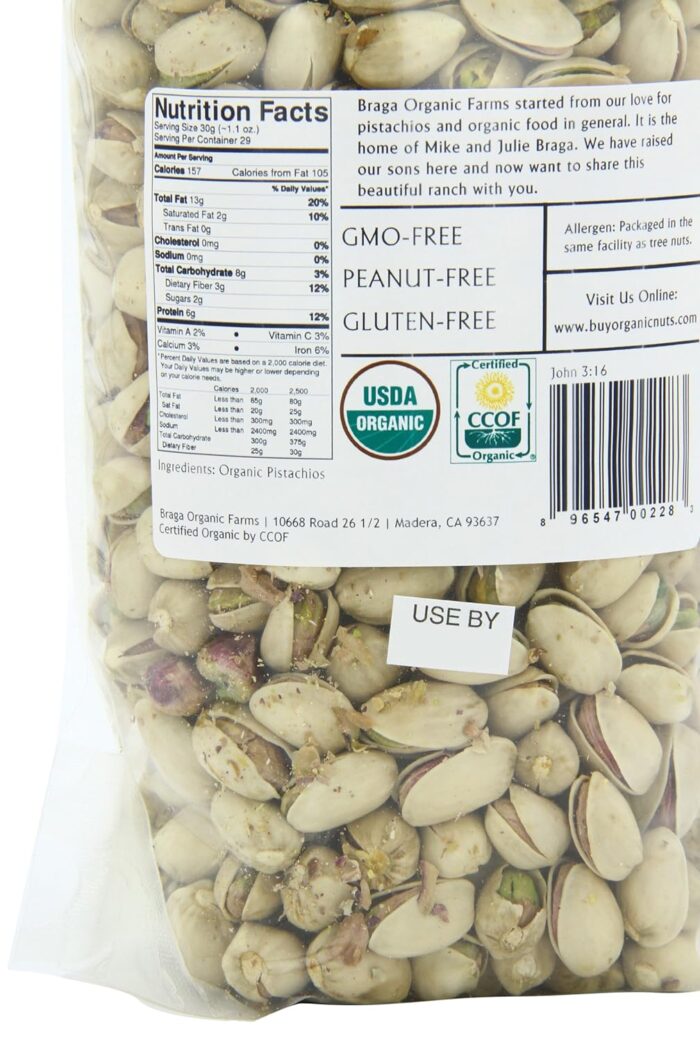 Nutrition Facts
Serving Size 30g (~1.1 oz.)
Serving Per Container 29
Amount Per Serving
Calories 157 Calories from Fat 105
% Daily Values*
Total Fat 13g 20%
Saturated Fat 2g 10%
Trans Fat 0g
Cholesterol 0mg 0%
Sodium 0mg 0%
Total Carbohydrate 8g 3%
Dietary Fiber 3g 12%
Sugars 2g
Protein 6g 12%
Vitamin A 2% • Vitamin C 3%
Calcium 3% • Iron 6%
*Percent Daily Values are based on a 2,000 calorie diet.
Your Daily Values may be higher or lower depending
on your calorie needs.
Calories 2,000 2,500
Total Fat Less than 65g 80g
Sat Fat Less than 20g 25g
Cholesterol Less than 300mg 300mg
Sodium Less than 2400mg 2400mg
Total Carbohydrate 300g 375g
Dietary Fiber 25g 30g
Ingredients: Organic Pistachios
Braga Organic Farms started from our love for
pistachios and organic food in general. It is the
home of Mike and Julie Braga. We have raised
our sons here and now want to share this
beautiful ranch with you.
GMO-FREE
PEANUT-FREE
GLUTEN-FREE
Allergen: Packaged in the
same facility as tree nuts.
Visit Us Online:
www.buyorganicnuts.com
USDA
ORGANIC
Certified
CCOF
Organic
John 3:16
8 96547 00228 3
Braga Organic Farms | 10668 Road 26 1/2 | Madera, CA 93637
Certified Organic by CCOF
USE BY